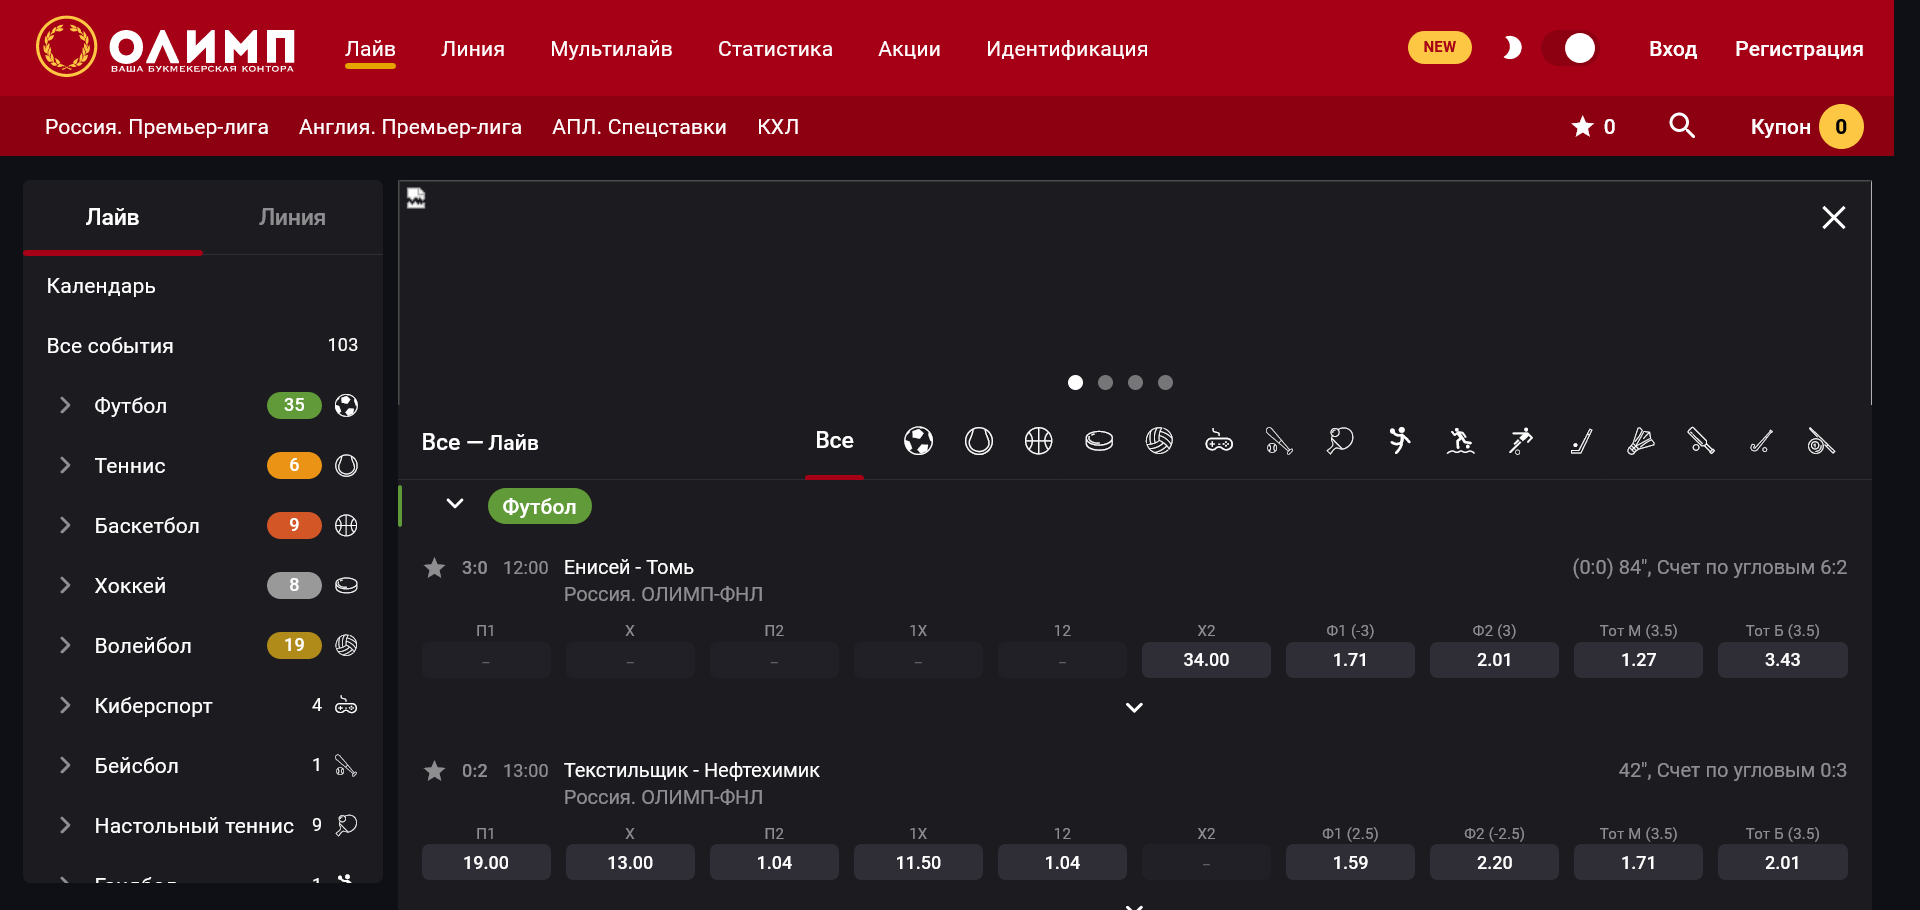 ОЛИМП
ВАША БУКМЕКЕРСКАЯ КОНТОРА
Лайв Линия Мультилайв Статистика Акции Идентификация
NEW Вход Регистрация
Россия. Премьер-лига Англия. Премьер-лига АПЛ. Спецставки КХЛ
0 Купон 0
Лайв Линия
Календарь
Все события 103
Футбол 35
Теннис 6
Баскетбол 9
Хоккей 8
Волейбол 19
Киберспорт 4
Бейсбол 1
Настольный теннис 9
Гандбол 1
Все — Лайв Все
Футбол
3:0 12:00 Енисей - Томь (0:0) 84", Счет по угловым 6:2
Россия. ОЛИМП-ФНЛ
П1 X П2 1X 12 X2 Ф1 (-3) Ф2 (3) Тот М (3.5) Тот Б (3.5)
– – – – – 34.00 1.71 2.01 1.27 3.43
0:2 13:00 Текстильщик - Нефтехимик 42", Счет по угловым 0:3
Россия. ОЛИМП-ФНЛ
П1 X П2 1X 12 X2 Ф1 (2.5) Ф2 (-2.5) Тот М (3.5) Тот Б (3.5)
19.00 13.00 1.04 11.50 1.04 – 1.59 2.20 1.71 2.01